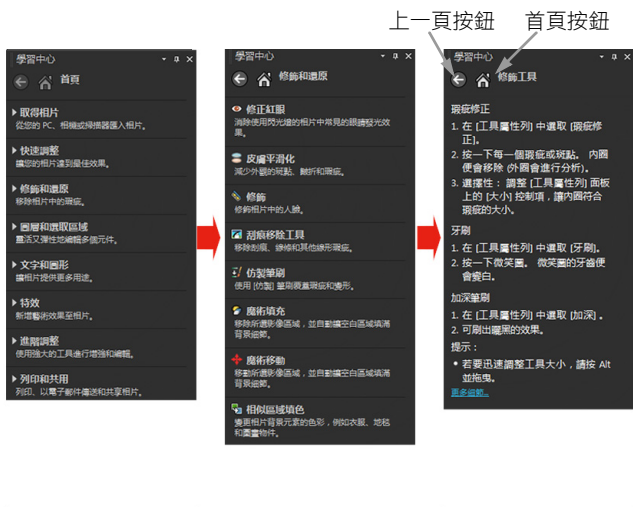 上一頁按鈕
首頁按鈕
學習中心
首頁
取得相片
從您的 PC、相機或掃描器匯入相片。
快速調整
讓您的相片達到最佳效果。
修飾和還原
移除相片中的瑕疵。
圖層和選取區域
靈活又彈性地編輯多個元件。
文字和圖形
讓相片提供更多用途。
特效
新增藝術效果至相片。
進階調整
使用強大的工具進行增強和編輯。
列印和共用
列印、以電子郵件傳送和共享相片。
學習中心
修飾和還原
修正紅眼
消除使用閃光燈的相片中常見的眼睛發光效
果。
皮膚平滑化
減少外觀的斑點、皺折和瑕疵。
修飾
修飾相片中的人臉。
刮痕移除工具
移除刮痕、線條和其他線形瑕疵。
仿製筆刷
使用 [仿製] 筆刷覆蓋瑕疵和變形。
魔術填充
移除所選影像區域，並自動讓空白區域填滿
背景細節。
魔術移動
移動所選影像區域，並自動讓空白區域填滿
背景細節。
相似區域填色
變更相片背景元素的色彩，例如衣服、地毯
和圖畫物件。
學習中心
修飾工具
瑕疵修正
1. 在 [工具屬性列] 中選取 [瑕疵修
正]。
2. 按一下每一個瑕疵或斑點。 內圈
便會移除 (外圈會進行分析)。
3. 選擇性： 調整 [工具屬性列] 面板
上的 [大小] 控制項，讓內圈符合
瑕疵的大小。
牙刷
1. 在 [工具屬性列] 中選取 [牙刷]。
2. 按一下微笑圖。 微笑圖的牙齒便
會變白。
加深筆刷
1. 在 [工具屬性列] 中選取 [加深] 。
2. 可刷出曬黑的效果。
提示：
• 若要迅速調整工具大小，請按 Alt
並拖曳。
更多細節...